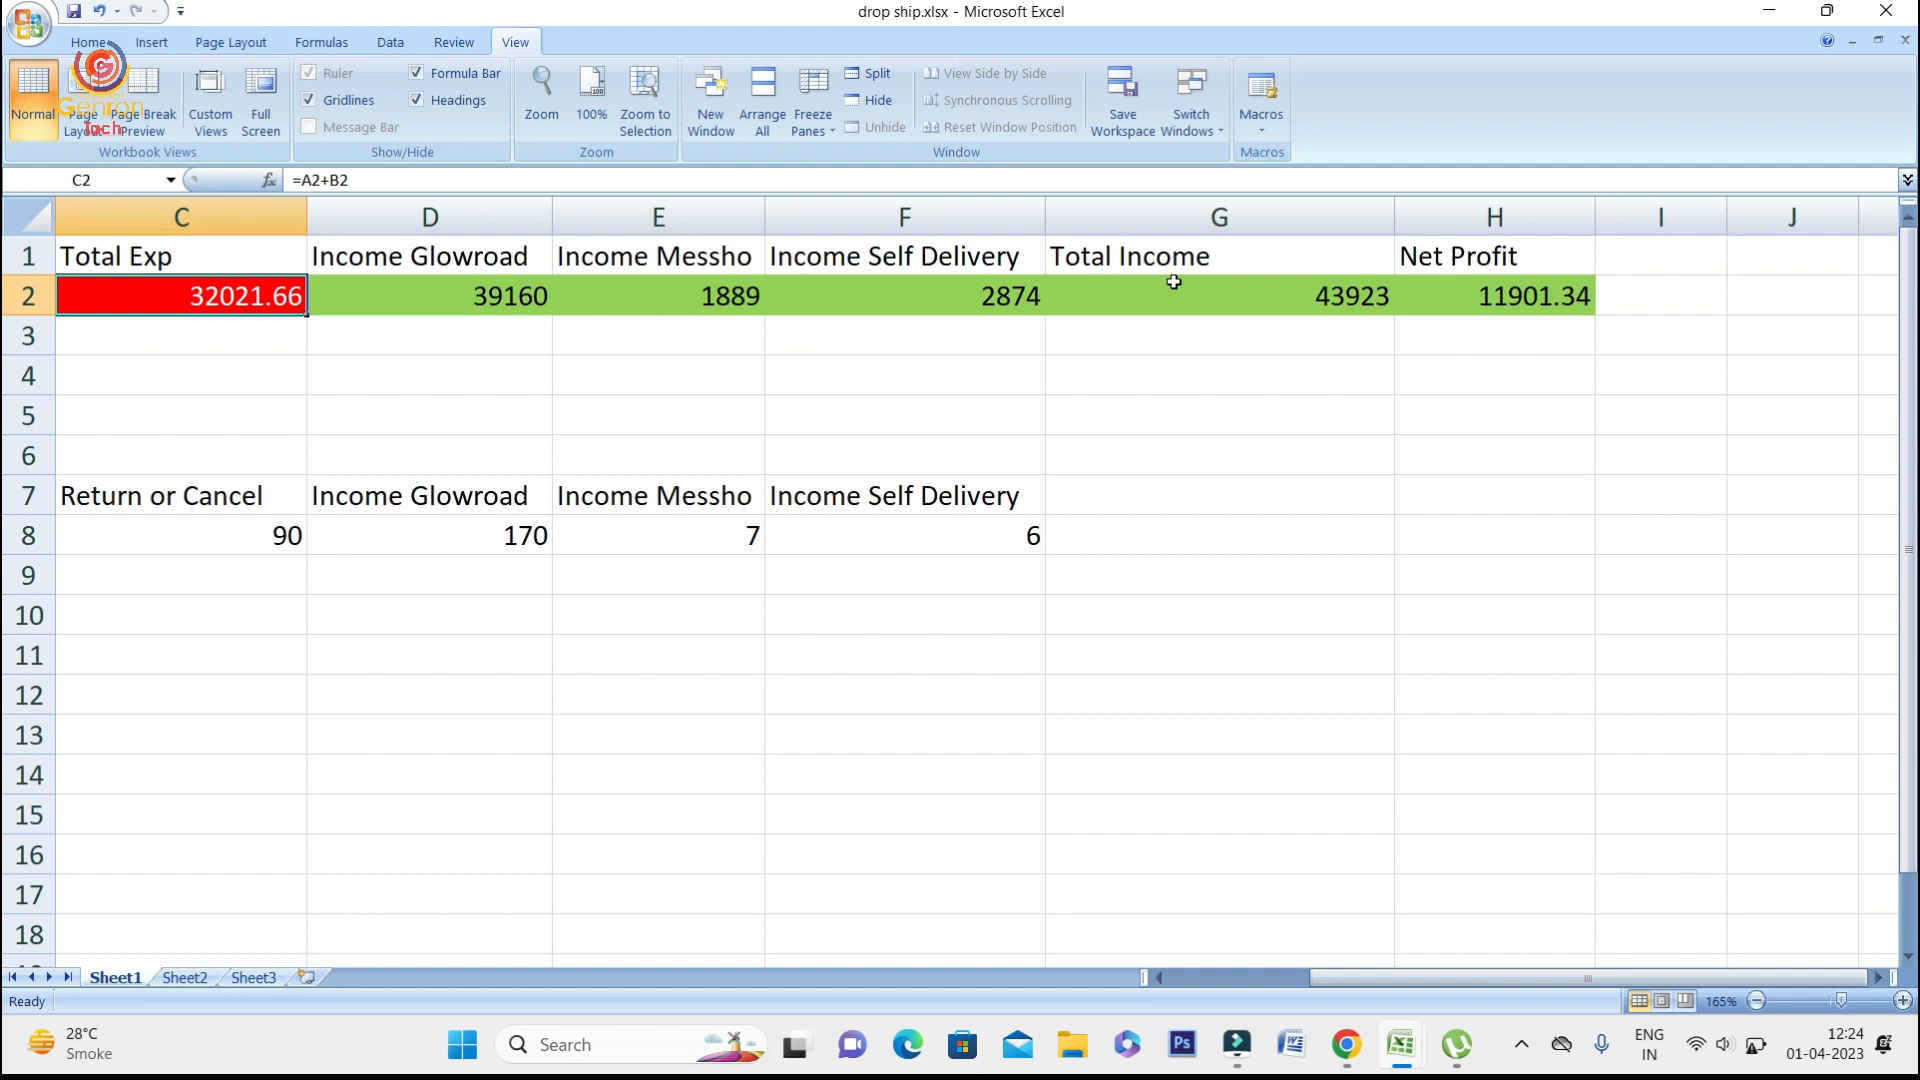 drop ship.xlsx - Microsoft Excel
Home Insert Page Layout Formulas Data Review View
Genron
Tach
Normal
Page Layout
Page Break Preview
Custom Views
Full Screen
Workbook Views
Ruler
Gridlines
Message Bar
Formula Bar
Headings
Show/Hide
Zoom
100%
Zoom to Selection
Zoom
New Window
Arrange All
Freeze Panes
Split
Hide
Unhide
View Side by Side
Synchronous Scrolling
Reset Window Position
Save Workspace
Switch Windows
Window
Macros
Macros
C2 fx =A2+B2
C D E F G H I J
1 Total Exp Income Glowroad Income Messho Income Self Delivery Total Income Net Profit
2 32021.66 39160 1889 2874 43923 11901.34
3
4
5
6
7 Return or Cancel Income Glowroad Income Messho Income Self Delivery
8 90 170 7 6
9
10
11
12
13
14
15
16
17
18
Sheet1 Sheet2 Sheet3
Ready 165%
28°C
Smoke
Search
Ps
ENG
IN
12:24
01-04-2023